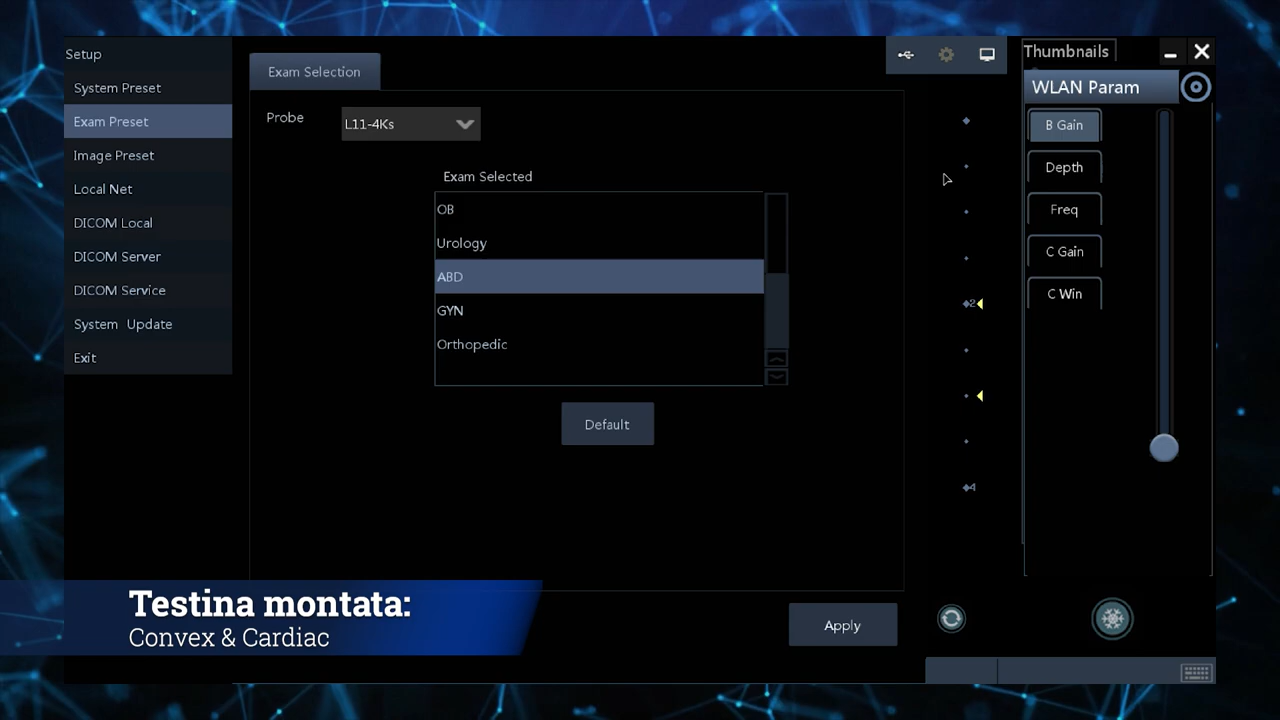 Setup
System Preset
Exam Preset
Image Preset
Local Net
DICOM Local
DICOM Server
DICOM Service
System Update
Exit
Exam Selection
Probe
L11-4Ks
Exam Selected
OB
Urology
ABD
GYN
Orthopedic
Default
Apply
2
4
Thumbnails
WLAN Param
B Gain
Depth
Freq
C Gain
C Win
Testina montata:
Convex & Cardiac